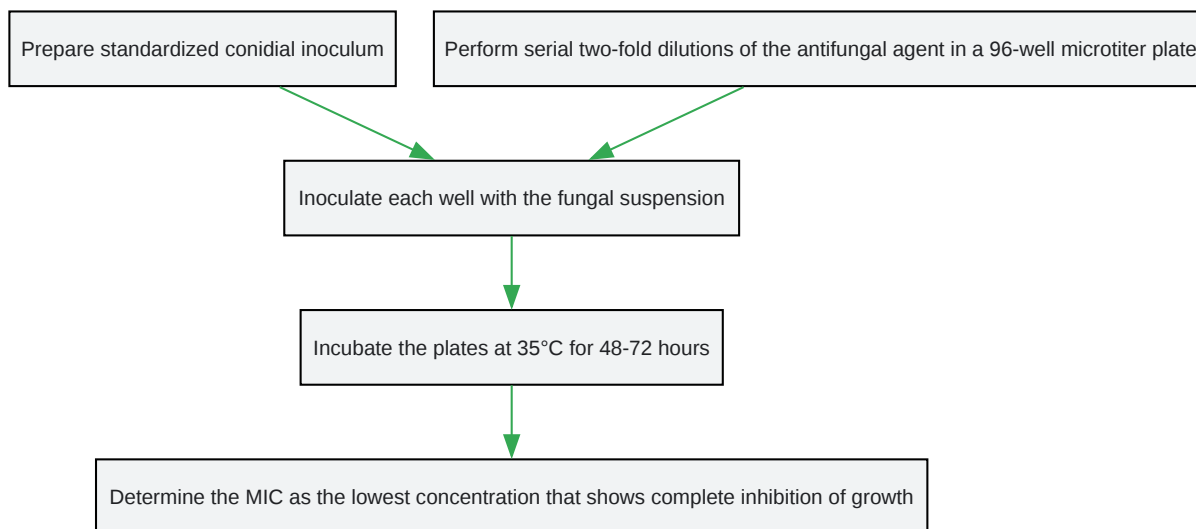 Prepare standardized conidial inoculum
Perform serial two-fold dilutions of the antifungal agent in a 96-well microtiter plate
Inoculate each well with the fungal suspension
Incubate the plates at 35°C for 48-72 hours
Determine the MIC as the lowest concentration that shows complete inhibition of growth